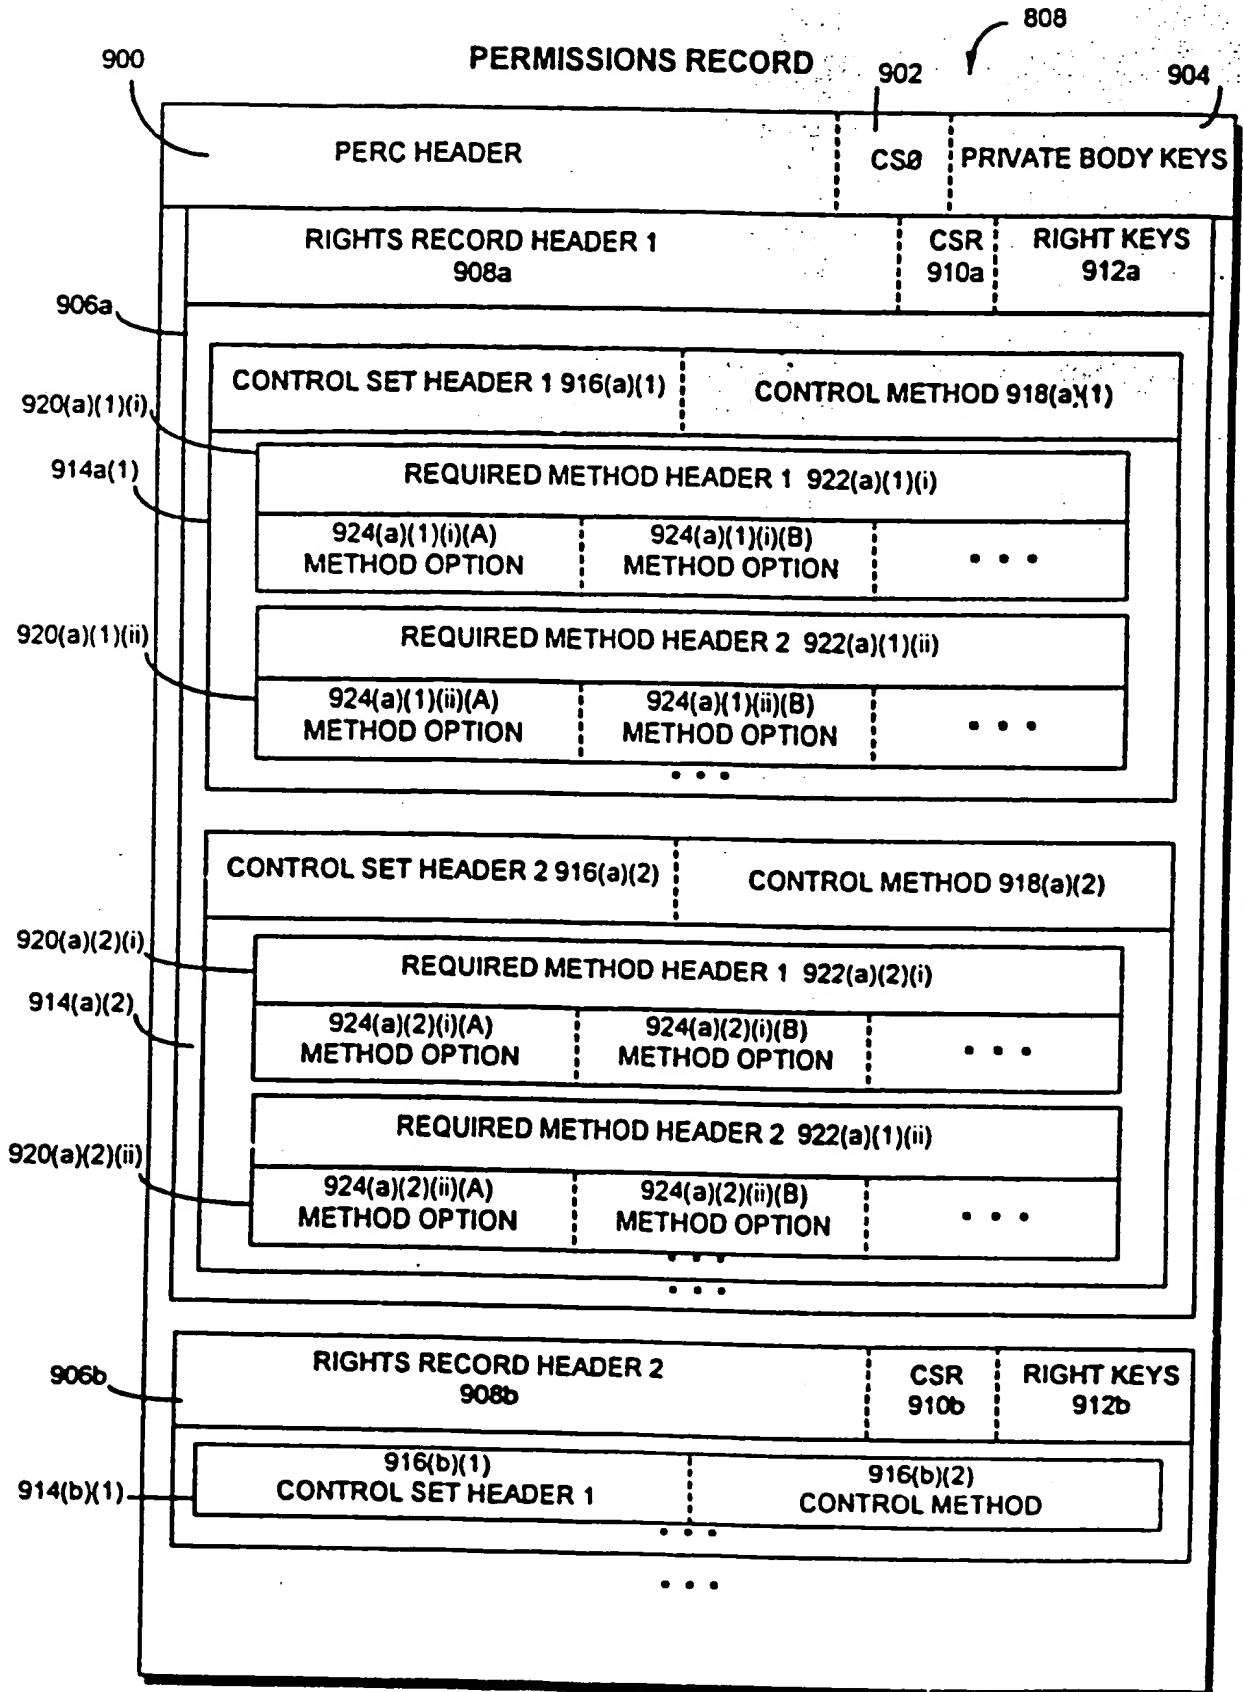 808
PERMISSIONS RECORD
900
902
904
PERC HEADER
CSØ
PRIVATE BODY KEYS
RIGHTS RECORD HEADER 1
908a
CSR
910a
RIGHT KEYS
912a
906a
CONTROL SET HEADER 1 916(a)(1)
CONTROL METHOD 918(a)(1)
920(a)(1)(i)
914a(1)
REQUIRED METHOD HEADER 1 922(a)(1)(i)
924(a)(1)(i)(A)
METHOD OPTION
924(a)(1)(i)(B)
METHOD OPTION
• • •
920(a)(1)(ii)
REQUIRED METHOD HEADER 2 922(a)(1)(ii)
924(a)(1)(ii)(A)
METHOD OPTION
924(a)(1)(ii)(B)
METHOD OPTION
• • •
• • •
CONTROL SET HEADER 2 916(a)(2)
CONTROL METHOD 918(a)(2)
920(a)(2)(i)
914(a)(2)
REQUIRED METHOD HEADER 1 922(a)(2)(i)
924(a)(2)(i)(A)
METHOD OPTION
924(a)(2)(i)(B)
METHOD OPTION
• • •
920(a)(2)(ii)
REQUIRED METHOD HEADER 2 922(a)(1)(ii)
924(a)(2)(ii)(A)
METHOD OPTION
924(a)(2)(ii)(B)
METHOD OPTION
• • •
• • •
• • •
906b
RIGHTS RECORD HEADER 2
908b
CSR
910b
RIGHT KEYS
912b
914(b)(1)
916(b)(1)
CONTROL SET HEADER 1
916(b)(2)
CONTROL METHOD
• • •
• • •